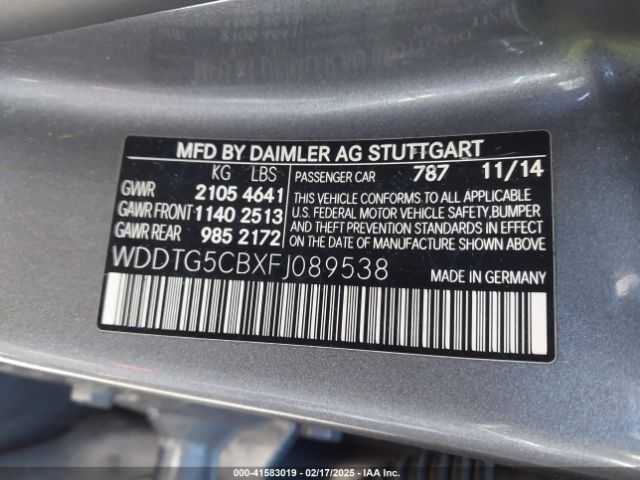 MFD BY DAIMLER AG STUTTGART
KG LBS
GVWR 2105 4641
GAWR FRONT 1140 2513
GAWR REAR 985 2172
PASSENGER CAR 787 11/14
THIS VEHICLE CONFORMS TO ALL APPLICABLE
U.S. FEDERAL MOTOR VEHICLE SAFETY, BUMPER
AND THEFT PREVENTION STANDARDS IN EFFECT
ON THE DATE OF MANUFACTURE SHOWN ABOVE.
WDDTG5CBXFJ089538
MADE IN GERMANY
000-41583019 - 02/17/2025 - IAA Inc.